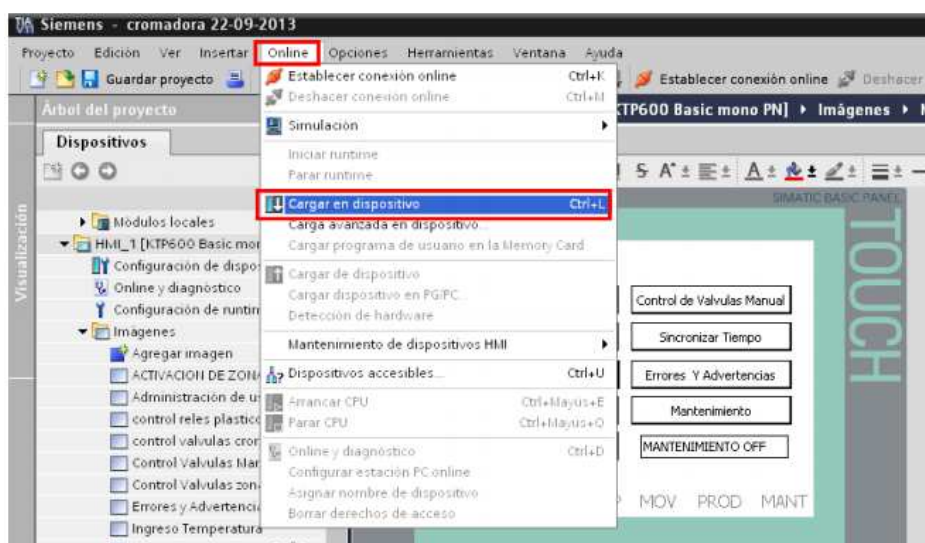 Siemens - cromadora 22-09-2013
Proyecto Edición Ver Insertar Online Opciones Herramientas Ventana Ayuda
Guardar proyecto
Establecer conexión online
Deshacer
Árbol del proyecto
KTP600 Basic mono PN] Imágenes
Dispositivos
Visualización
Módulos locales
HMI_1 [KTP600 Basic mon
Configuración de dispos
Online y diagnóstico
Configuración de runtim
Imágenes
Agregar imagen
ACTIVACION DE ZONA
Administración de u
control reles plastico
control valvulas cror
Control Valvulas Mar
Control Valvulas zon
Errores y Advertencia
Ingreso Temperatura
Establecer conexión online Ctrl+K
Deshacer conexión online Ctrl+M
Simulación
Iniciar runtime
Parar runtime
Cargar en dispositivo Ctrl+L
Carga avanzada en dispositivo...
Cargar programa de usuario en la Memory Card
Cargar de dispositivo
Cargar dispositivo en PG/PC...
Detección de hardware
Mantenimiento de dispositivos HMI
Dispositivos accesibles... Ctrl+U
Arrancar CPU Ctrl+Mayús+E
Parar CPU Ctrl+Mayús+Q
Online y diagnóstico Ctrl+D
Configurar estación PC online
Asignar nombre de dispositivo
Borrar derechos de acceso
SIMATIC BASIC PANEL
TOUCH
Control de Valvulas Manual
Sincronizar Tiempo
Errores Y Advertencias
Mantenimiento
MANTENIMIENTO OFF
MOV PROD MANT